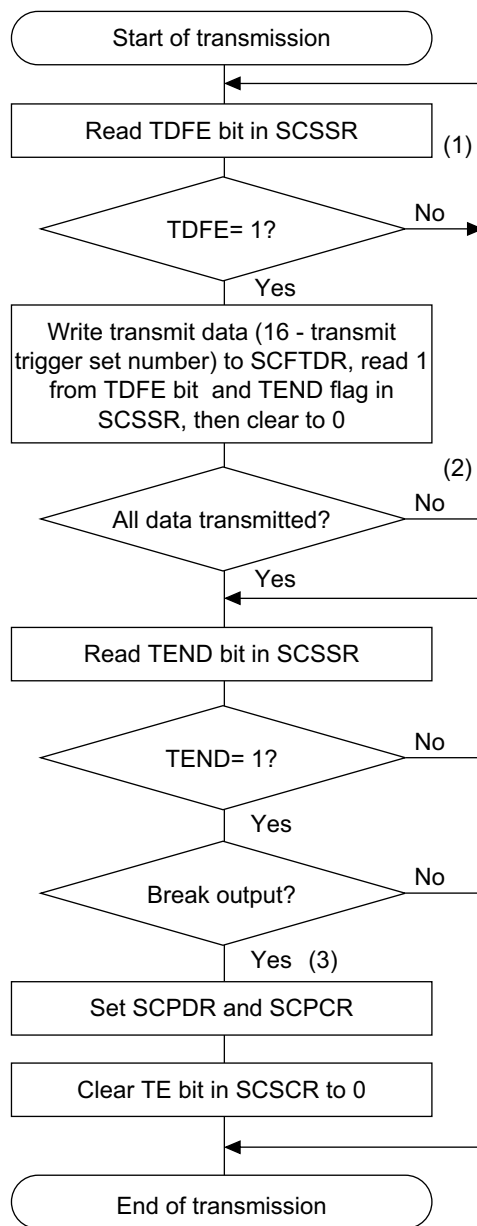 Start of transmission
Read TDFE bit in SCSSR
(1)
TDFE= 1?
No
Yes
Write transmit data (16 - transmit
trigger set number) to SCFTDR, read 1
from TDFE bit and TEND flag in
SCSSR, then clear to 0
(2)
All data transmitted?
No
Yes
Read TEND bit in SCSSR
TEND= 1?
No
Yes
Break output?
No
Yes (3)
Set SCPDR and SCPCR
Clear TE bit in SCSCR to 0
End of transmission